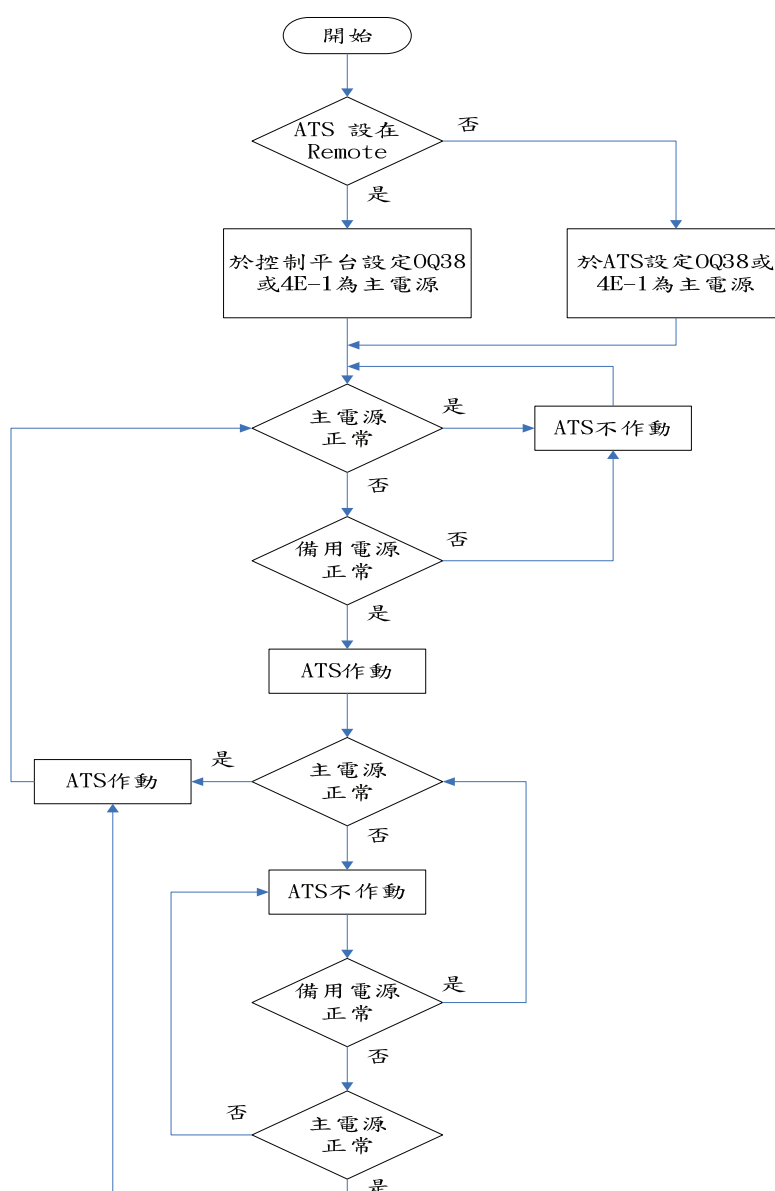 開始
ATS 設在
Remote
否
是
於控制平台設定OQ38
或4E-1為主電源
於ATS設定OQ38或
4E-1為主電源
主電源
正常
是
ATS不作動
否
備用電源
正常
否
是
ATS作動
主電源
正常
是
ATS作動
否
ATS不作動
備用電源
正常
是
否
主電源
正常
否
是